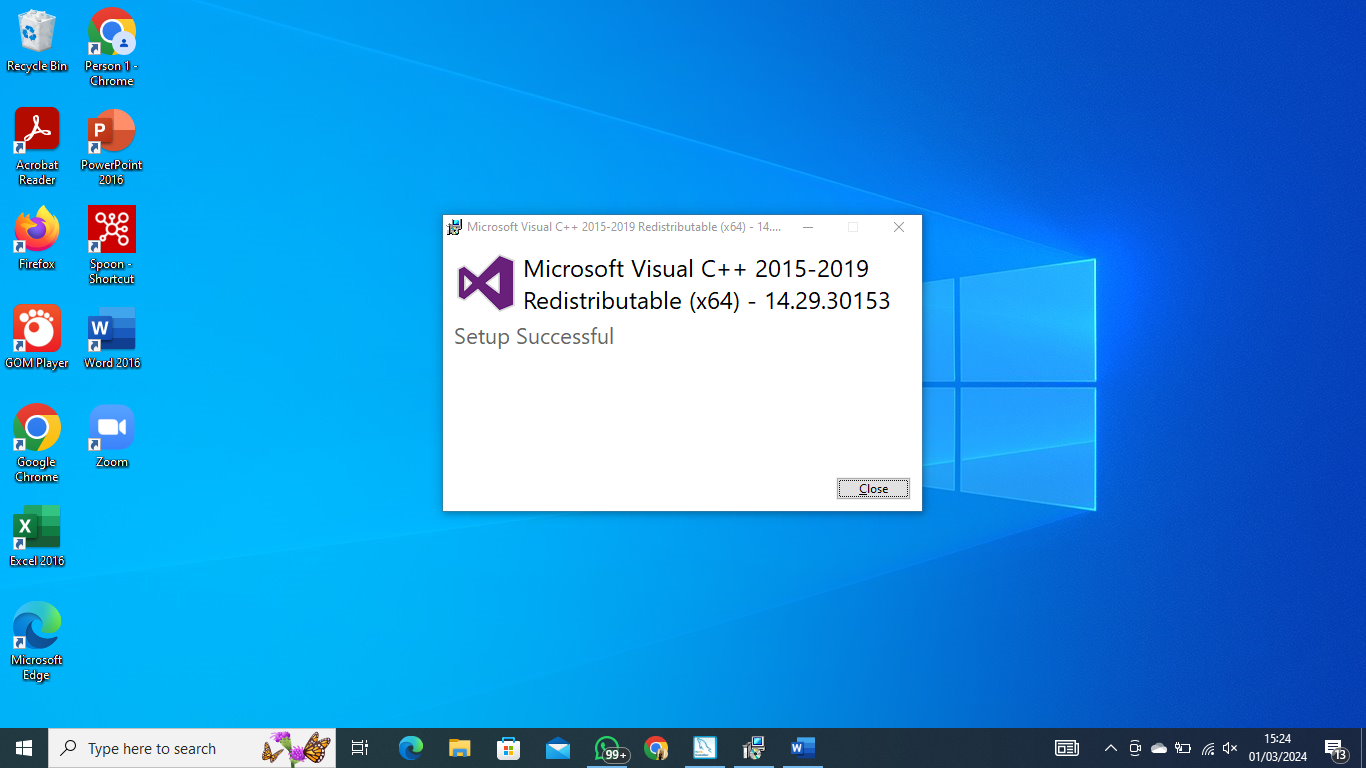 Recycle Bin
Person 1 -
Chrome
Acrobat
Reader
PowerPoint
2016
Firefox
Spoon -
Shortcut
GOM Player
Word 2016
Google
Chrome
Zoom
Excel 2016
Microsoft
Edge
Microsoft Visual C++ 2015-2019 Redistributable (x64) - 14....
Microsoft Visual C++ 2015-2019
Redistributable (x64) - 14.29.30153
Setup Successful
Close
Type here to search
99+
15:24
01/03/2024
13